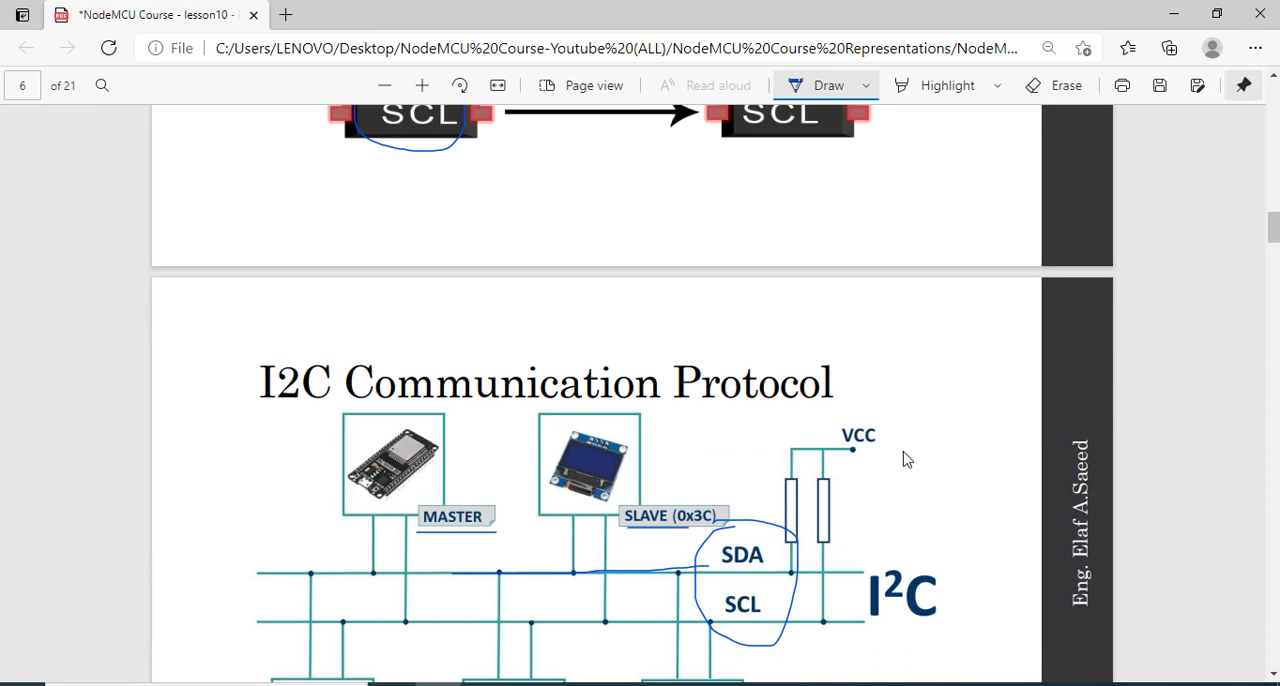 *NodeMCU Course - lesson10 -
File
C:/Users/LENOVO/Desktop/NodeMCU%20Course-Youtube%20(ALL)/NodeMCU%20Course%20Representations/NodeM...
6 of 21
Page view
Read aloud
Draw
Highlight
Erase
SCL
SCL
I2C Communication Protocol
VCC
MASTER
SLAVE (0x3C)
SDA
SCL
I²C
Eng. Elaf A.Saeed